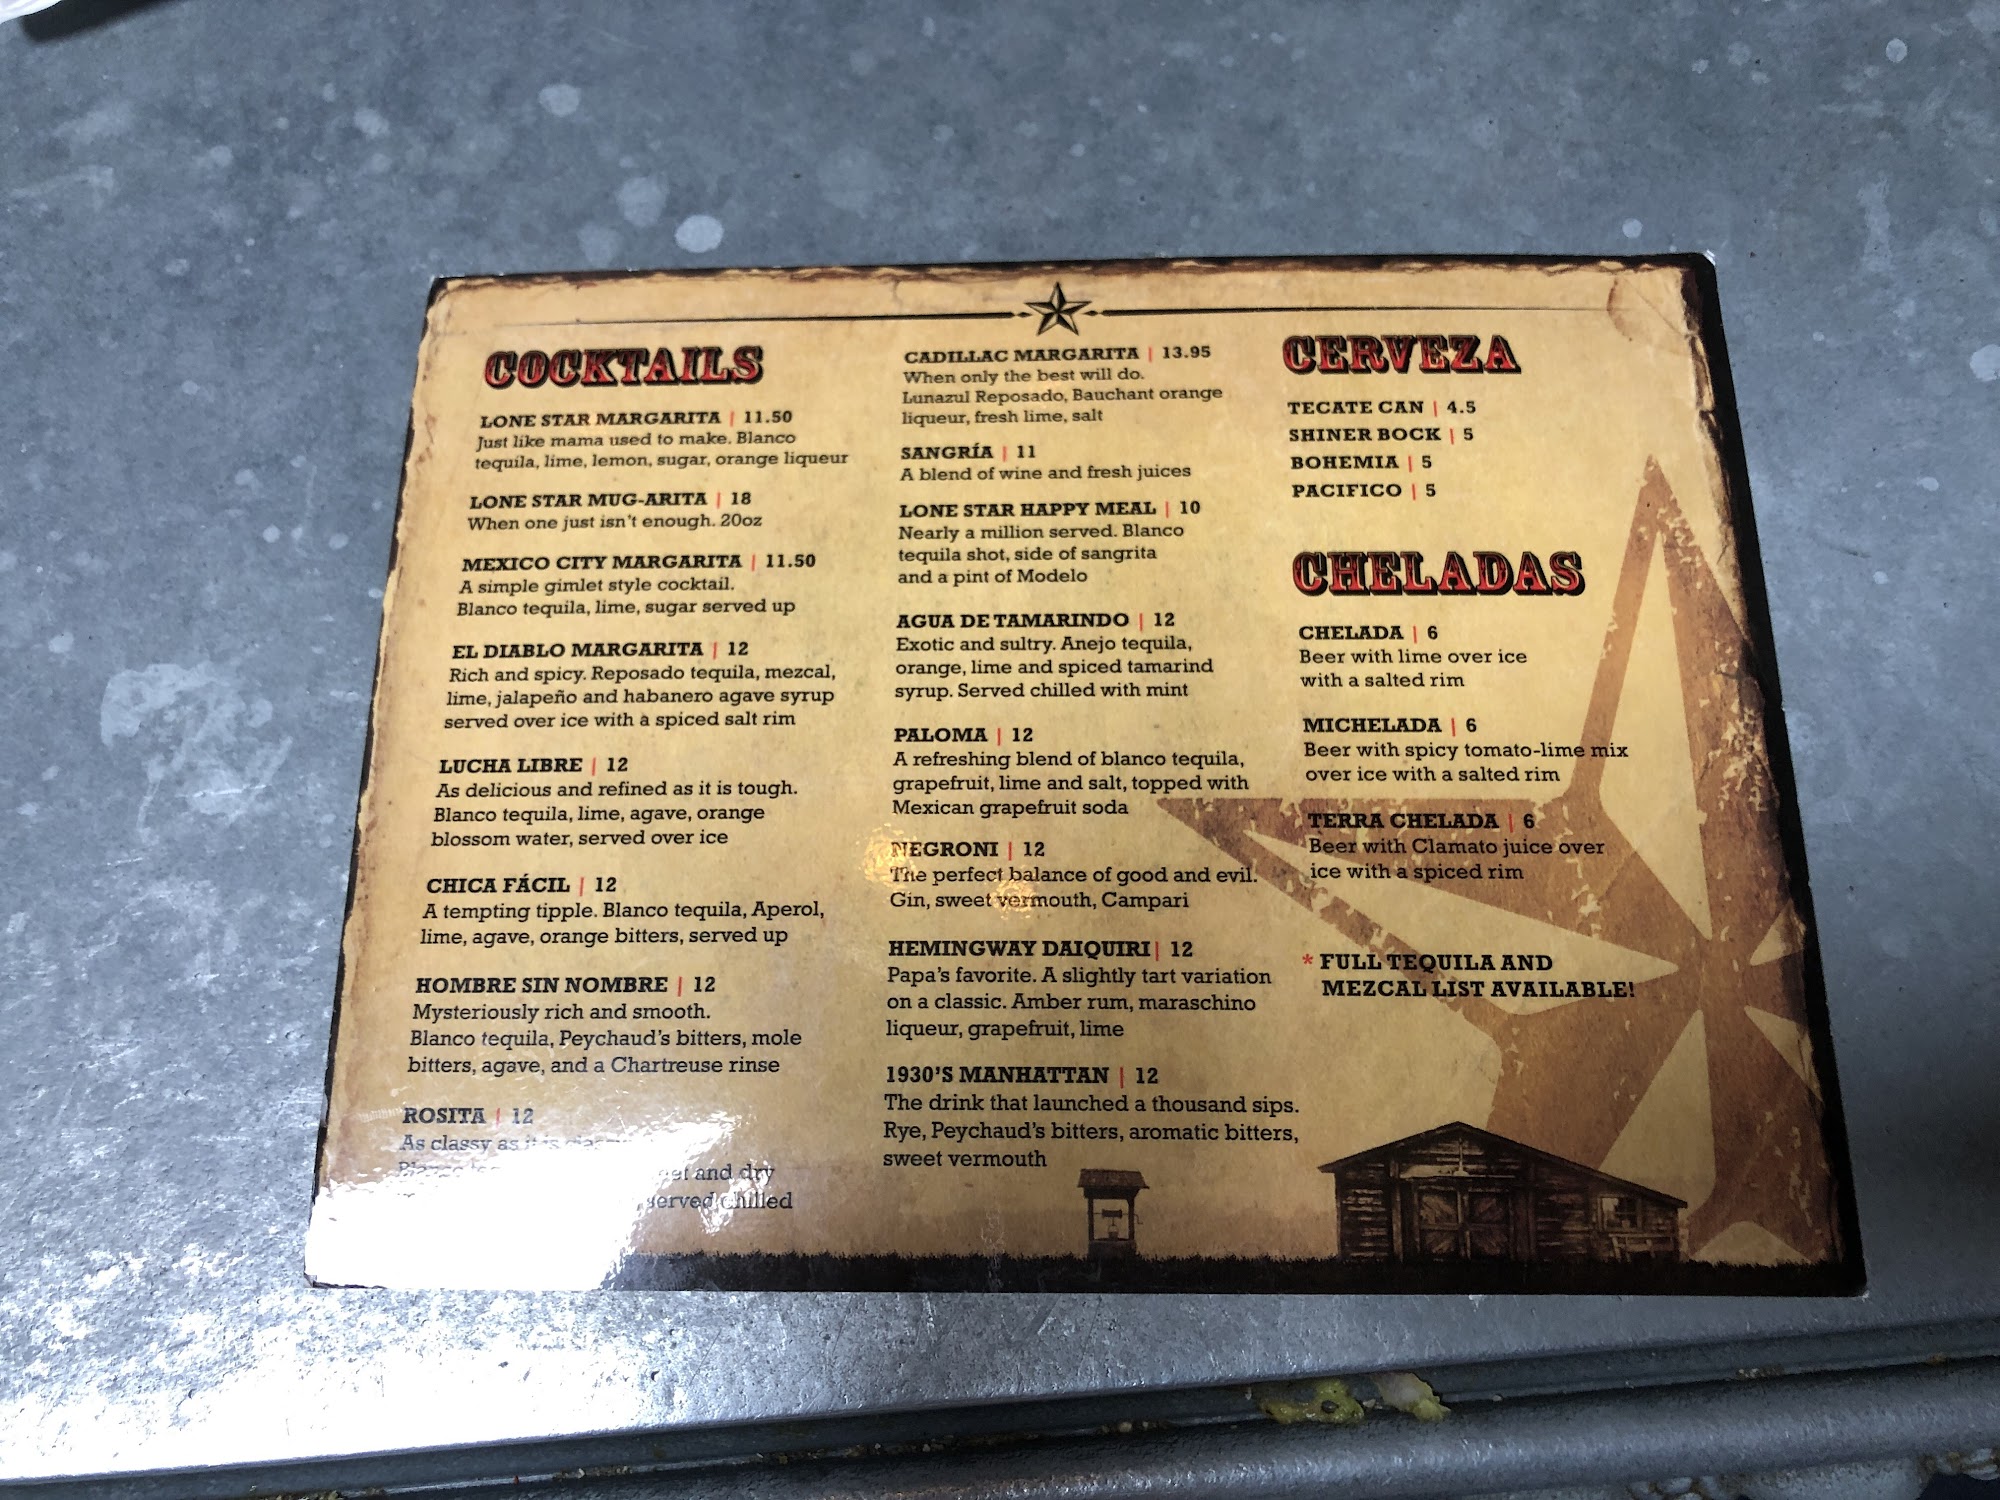 COCKTAILS
LONE STAR MARGARITA | 11.50
Just like mama used to make. Blanco
tequila, lime, lemon, sugar, orange liqueur
LONE STAR MUG-ARITA | 18
When one just isn't enough. 20oz
MEXICO CITY MARGARITA | 11.50
A simple gimlet style cocktail.
Blanco tequila, lime, sugar served up
EL DIABLO MARGARITA | 12
Rich and spicy. Reposado tequila, mezcal,
lime, jalapeño and habanero agave syrup
served over ice with a spiced salt rim
LUCHA LIBRE | 12
As delicious and refined as it is tough.
Blanco tequila, lime, agave, orange
blossom water, served over ice
CHICA FÁCIL | 12
A tempting tipple. Blanco tequila, Aperol,
lime, agave, orange bitters, served up
HOMBRE SIN NOMBRE | 12
Mysteriously rich and smooth.
Blanco tequila, Peychaud's bitters, mole
bitters, agave, and a Chartreuse rinse
ROSITA | 12
As classy as it is
and dry
served chilled
CADILLAC MARGARITA | 13.95
When only the best will do.
Lunazul Reposado, Bauchant orange
liqueur, fresh lime, salt
SANGRÍA | 11
A blend of wine and fresh juices
LONE STAR HAPPY MEAL | 10
Nearly a million served. Blanco
tequila shot, side of sangrita
and a pint of Modelo
AGUA DE TAMARINDO | 12
Exotic and sultry. Anejo tequila,
orange, lime and spiced tamarind
syrup. Served chilled with mint
PALOMA | 12
A refreshing blend of blanco tequila,
grapefruit, lime and salt, topped with
Mexican grapefruit soda
NEGRONI | 12
The perfect balance of good and evil.
Gin, sweet vermouth, Campari
HEMINGWAY DAIQUIRI | 12
Papa's favorite. A slightly tart variation
on a classic. Amber rum, maraschino
liqueur, grapefruit, lime
1930'S MANHATTAN | 12
The drink that launched a thousand sips.
Rye, Peychaud's bitters, aromatic bitters,
sweet vermouth
CERVEZA
TECATE CAN | 4.5
SHINER BOCK | 5
BOHEMIA | 5
PACIFICO | 5
CHELADAS
CHELADA | 6
Beer with lime over ice
with a salted rim
MICHELADA | 6
Beer with spicy tomato-lime mix
over ice with a salted rim
TERRA CHELADA | 6
Beer with Clamato juice over
ice with a spiced rim
* FULL TEQUILA AND
MEZCAL LIST AVAILABLE!